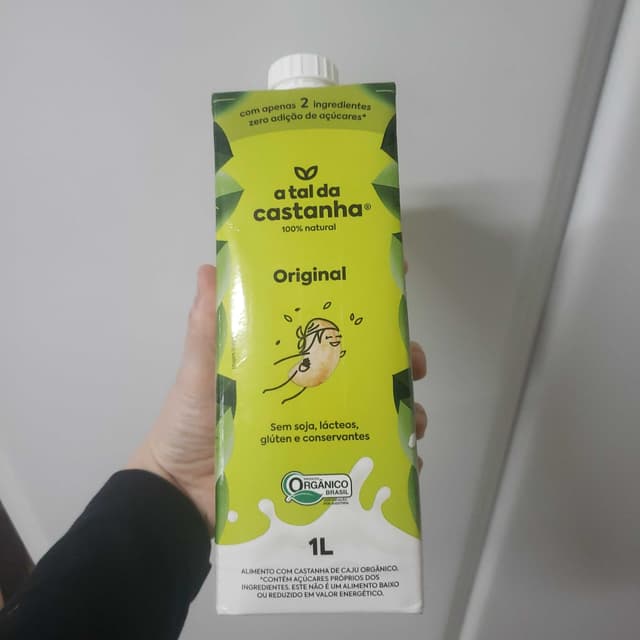 com apenas 2 ingredientes
zero adição de açúcares*
a tal da
castanha®
100% natural
Original
Sem soja, lácteos,
glúten e conservantes
ORGÂNICO
BRASIL
1L
ALIMENTO COM CASTANHA DE CAJU ORGÂNICO.
*CONTÉM AÇÚCARES PRÓPRIOS DOS
INGREDIENTES. ESTE NÃO É UM ALIMENTO BAIXO
OU REDUZIDO EM VALOR ENERGÉTICO.